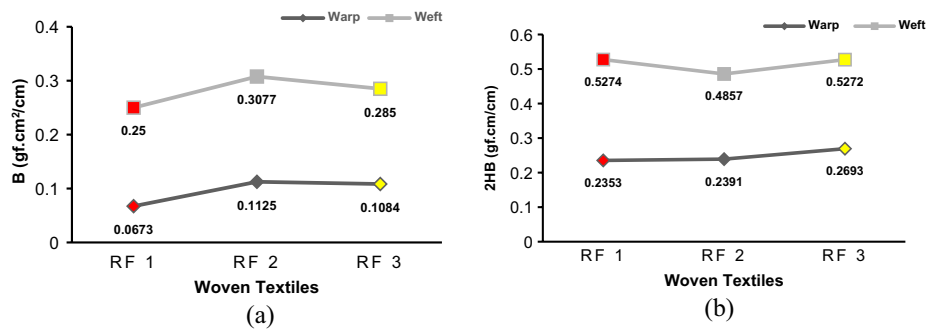 Warp Weft
0.4
0.3
0.2
0.1
0
B (gf.cm²/cm)
0.25
0.3077
0.285
0.0673
0.1125
0.1084
RF 1 RF 2 RF 3
Woven Textiles
(a)
Warp Weft
0.6
0.5
0.4
0.3
0.2
0.1
0
2HB (gf.cm/cm)
0.5274
0.4857
0.5272
0.2353
0.2391
0.2693
RF 1 RF 2 RF 3
Woven Textiles
(b)